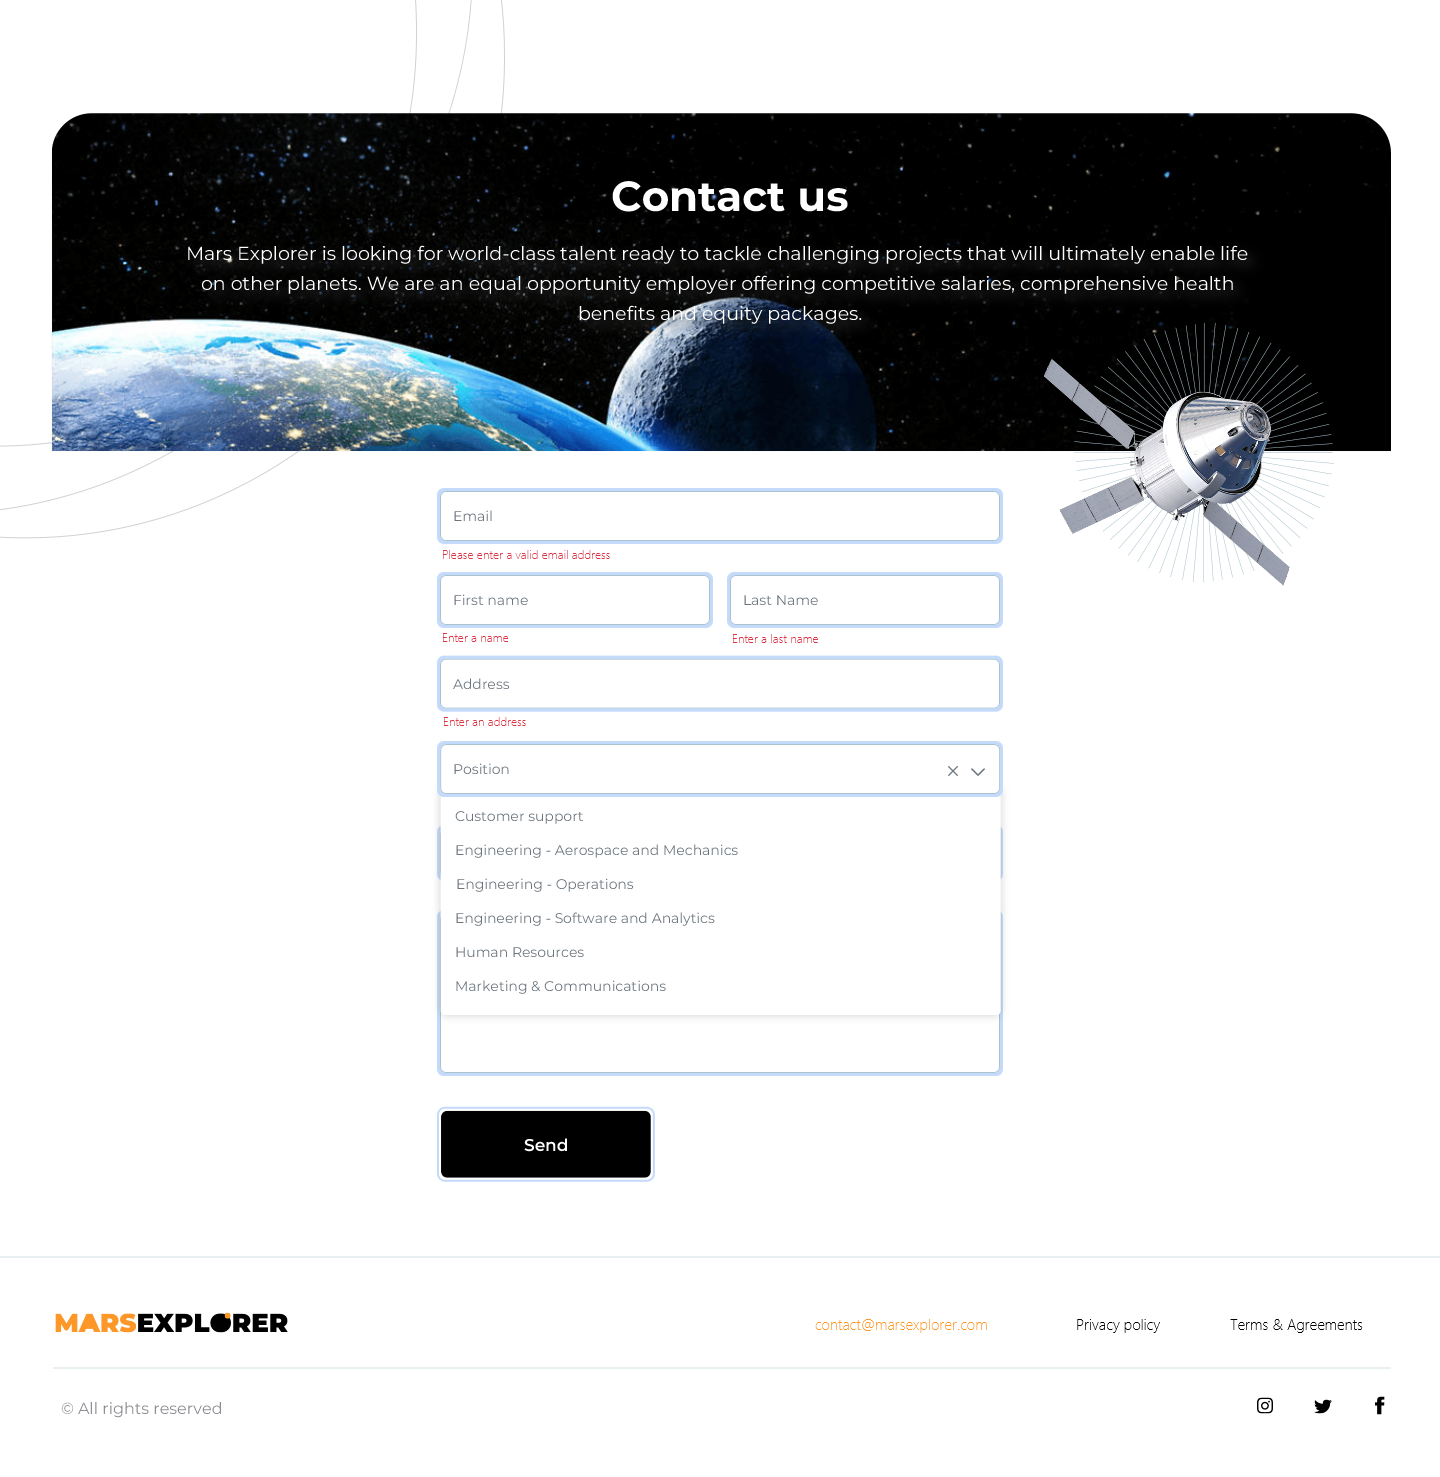 Contact us
Mars Explorer is looking for world-class talent ready to tackle challenging projects that will ultimately enable life
on other planets. We are an equal opportunity employer offering competitive salaries, comprehensive health
benefits and equity packages.
Email
Please enter a valid email address
First name
Last Name
Enter a name
Enter a last name
Address
Enter an address
Position
Customer support
Engineering - Aerospace and Mechanics
Engineering - Operations
Engineering - Software and Analytics
Human Resources
Marketing & Communications
Send
MARSEXPLORER
contact@marsexplorer.com
Privacy policy
Terms & Agreements
© All rights reserved